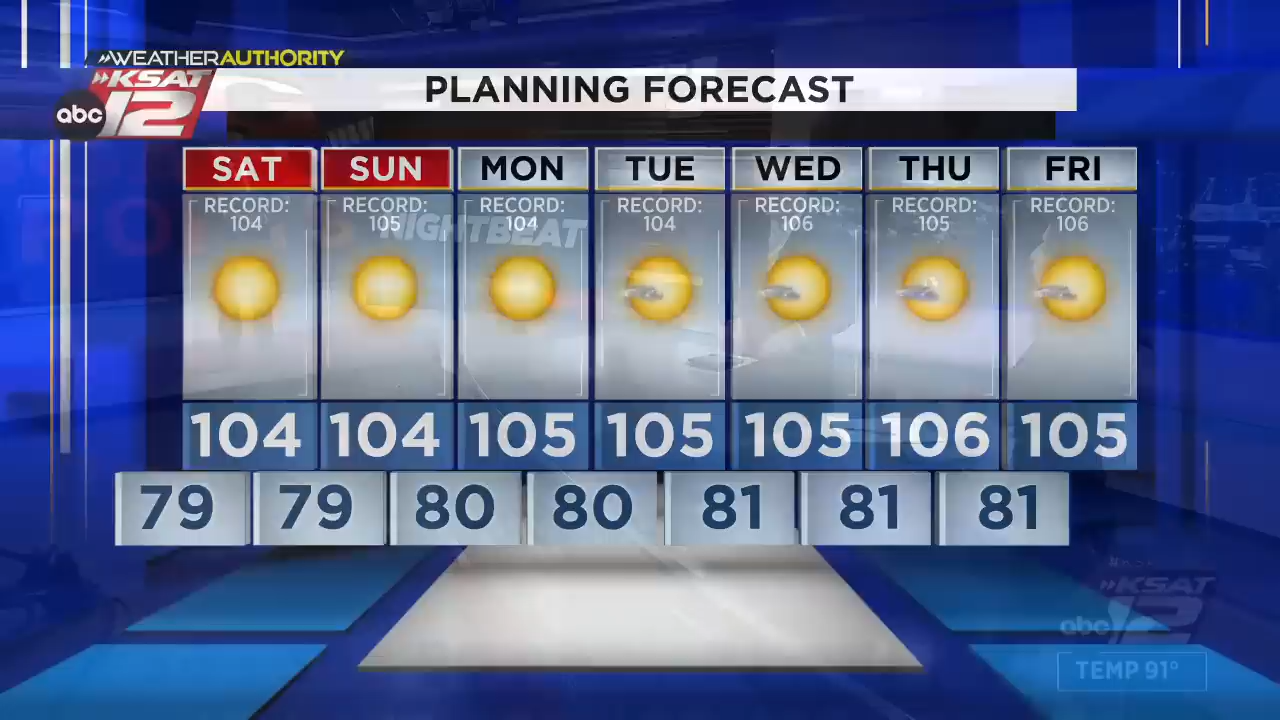 WEATHERAUTHORITY
KSAT
abc 12
PLANNING FORECAST
SAT SUN MON TUE WED THU FRI
RECORD: RECORD: RECORD: RECORD: RECORD: RECORD: RECORD:
104 105 104 104 106 105 106
NIGHTBEAT
104 104 105 105 105 106 105
79 79 80 80 81 81 81
KSAT
abc 12
TEMP 91°